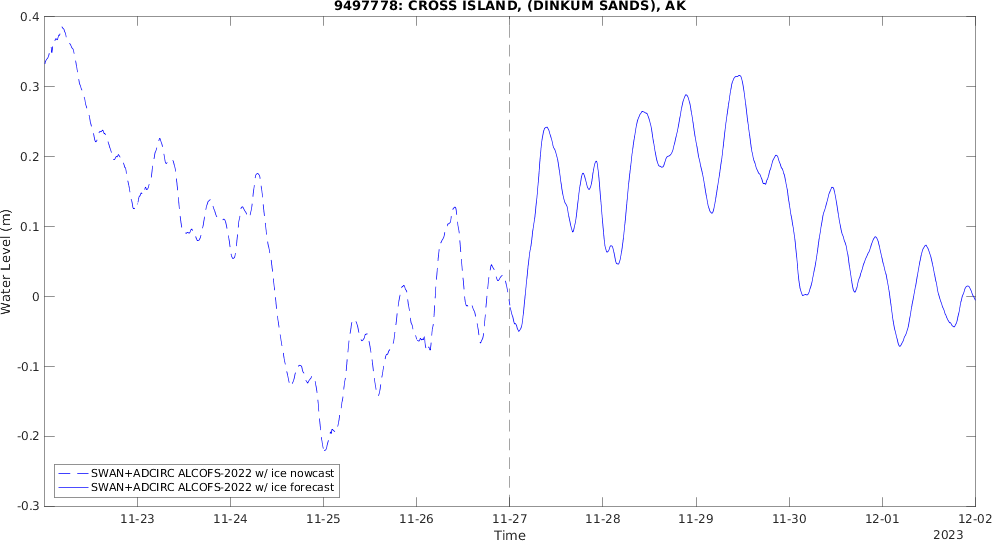 9497778: CROSS ISLAND, (DINKUM SANDS), AK
0.4
0.3
0.2
0.1
0
-0.1
-0.2
-0.3
Water Level (m)
SWAN+ADCIRC ALCOFS-2022 w/ ice nowcast
SWAN+ADCIRC ALCOFS-2022 w/ ice forecast
11-23 11-24 11-25 11-26 11-27 11-28 11-29 11-30 12-01 12-02
Time
2023